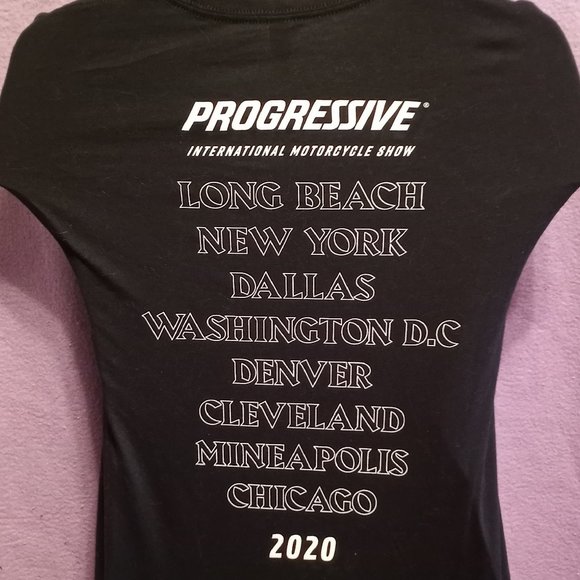 PROGRESSIVE®
INTERNATIONAL MOTORCYCLE SHOW
LONG BEACH
NEW YORK
DALLAS
WASHINGTON D.C
DENVER
CLEVELAND
MINEAPOLIS
CHICAGO
2020